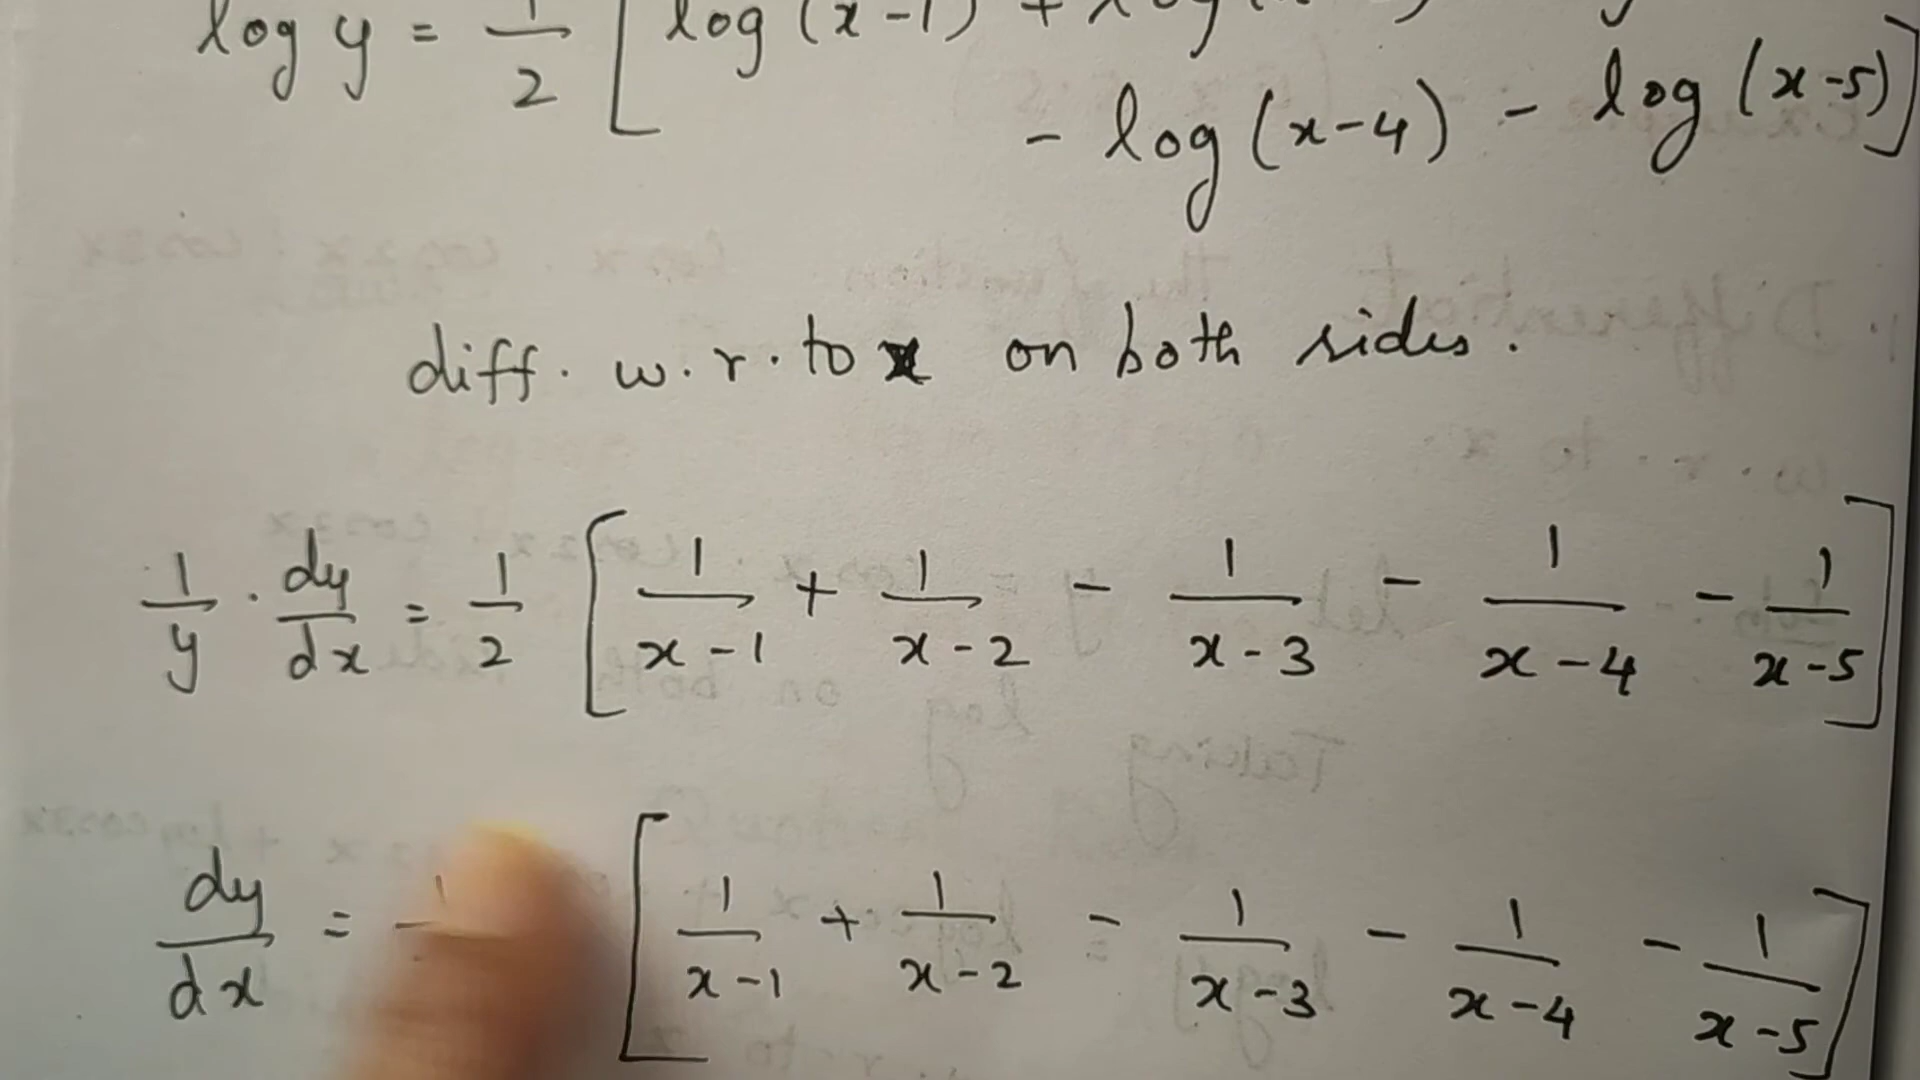 log y = 1/2 [ log (x-1) + log
- log (x-4) - log (x-5) ]
diff. w.r.to x on both sides.
1/y . dy/dx = 1/2 [ 1/x-1 + 1/x-2 - 1/x-3 - 1/x-4 - 1/x-5 ]
dy/dx = [ 1/x-1 + 1/x-2 - 1/x-3 - 1/x-4 - 1/x-5 ]